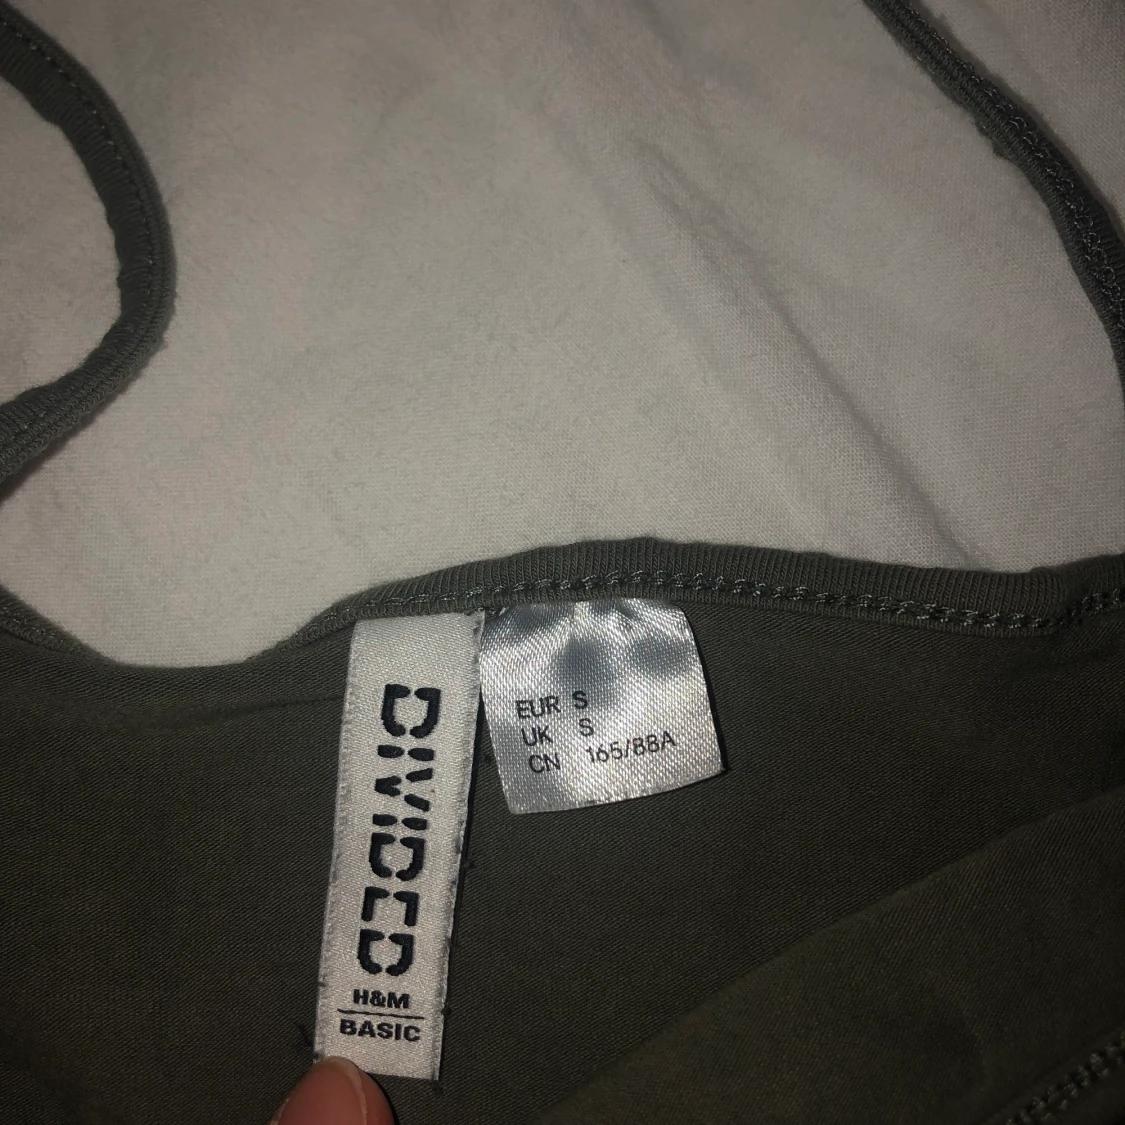 DIVIDED
H&M
BASIC
EUR S
UK S
CN 165/88A